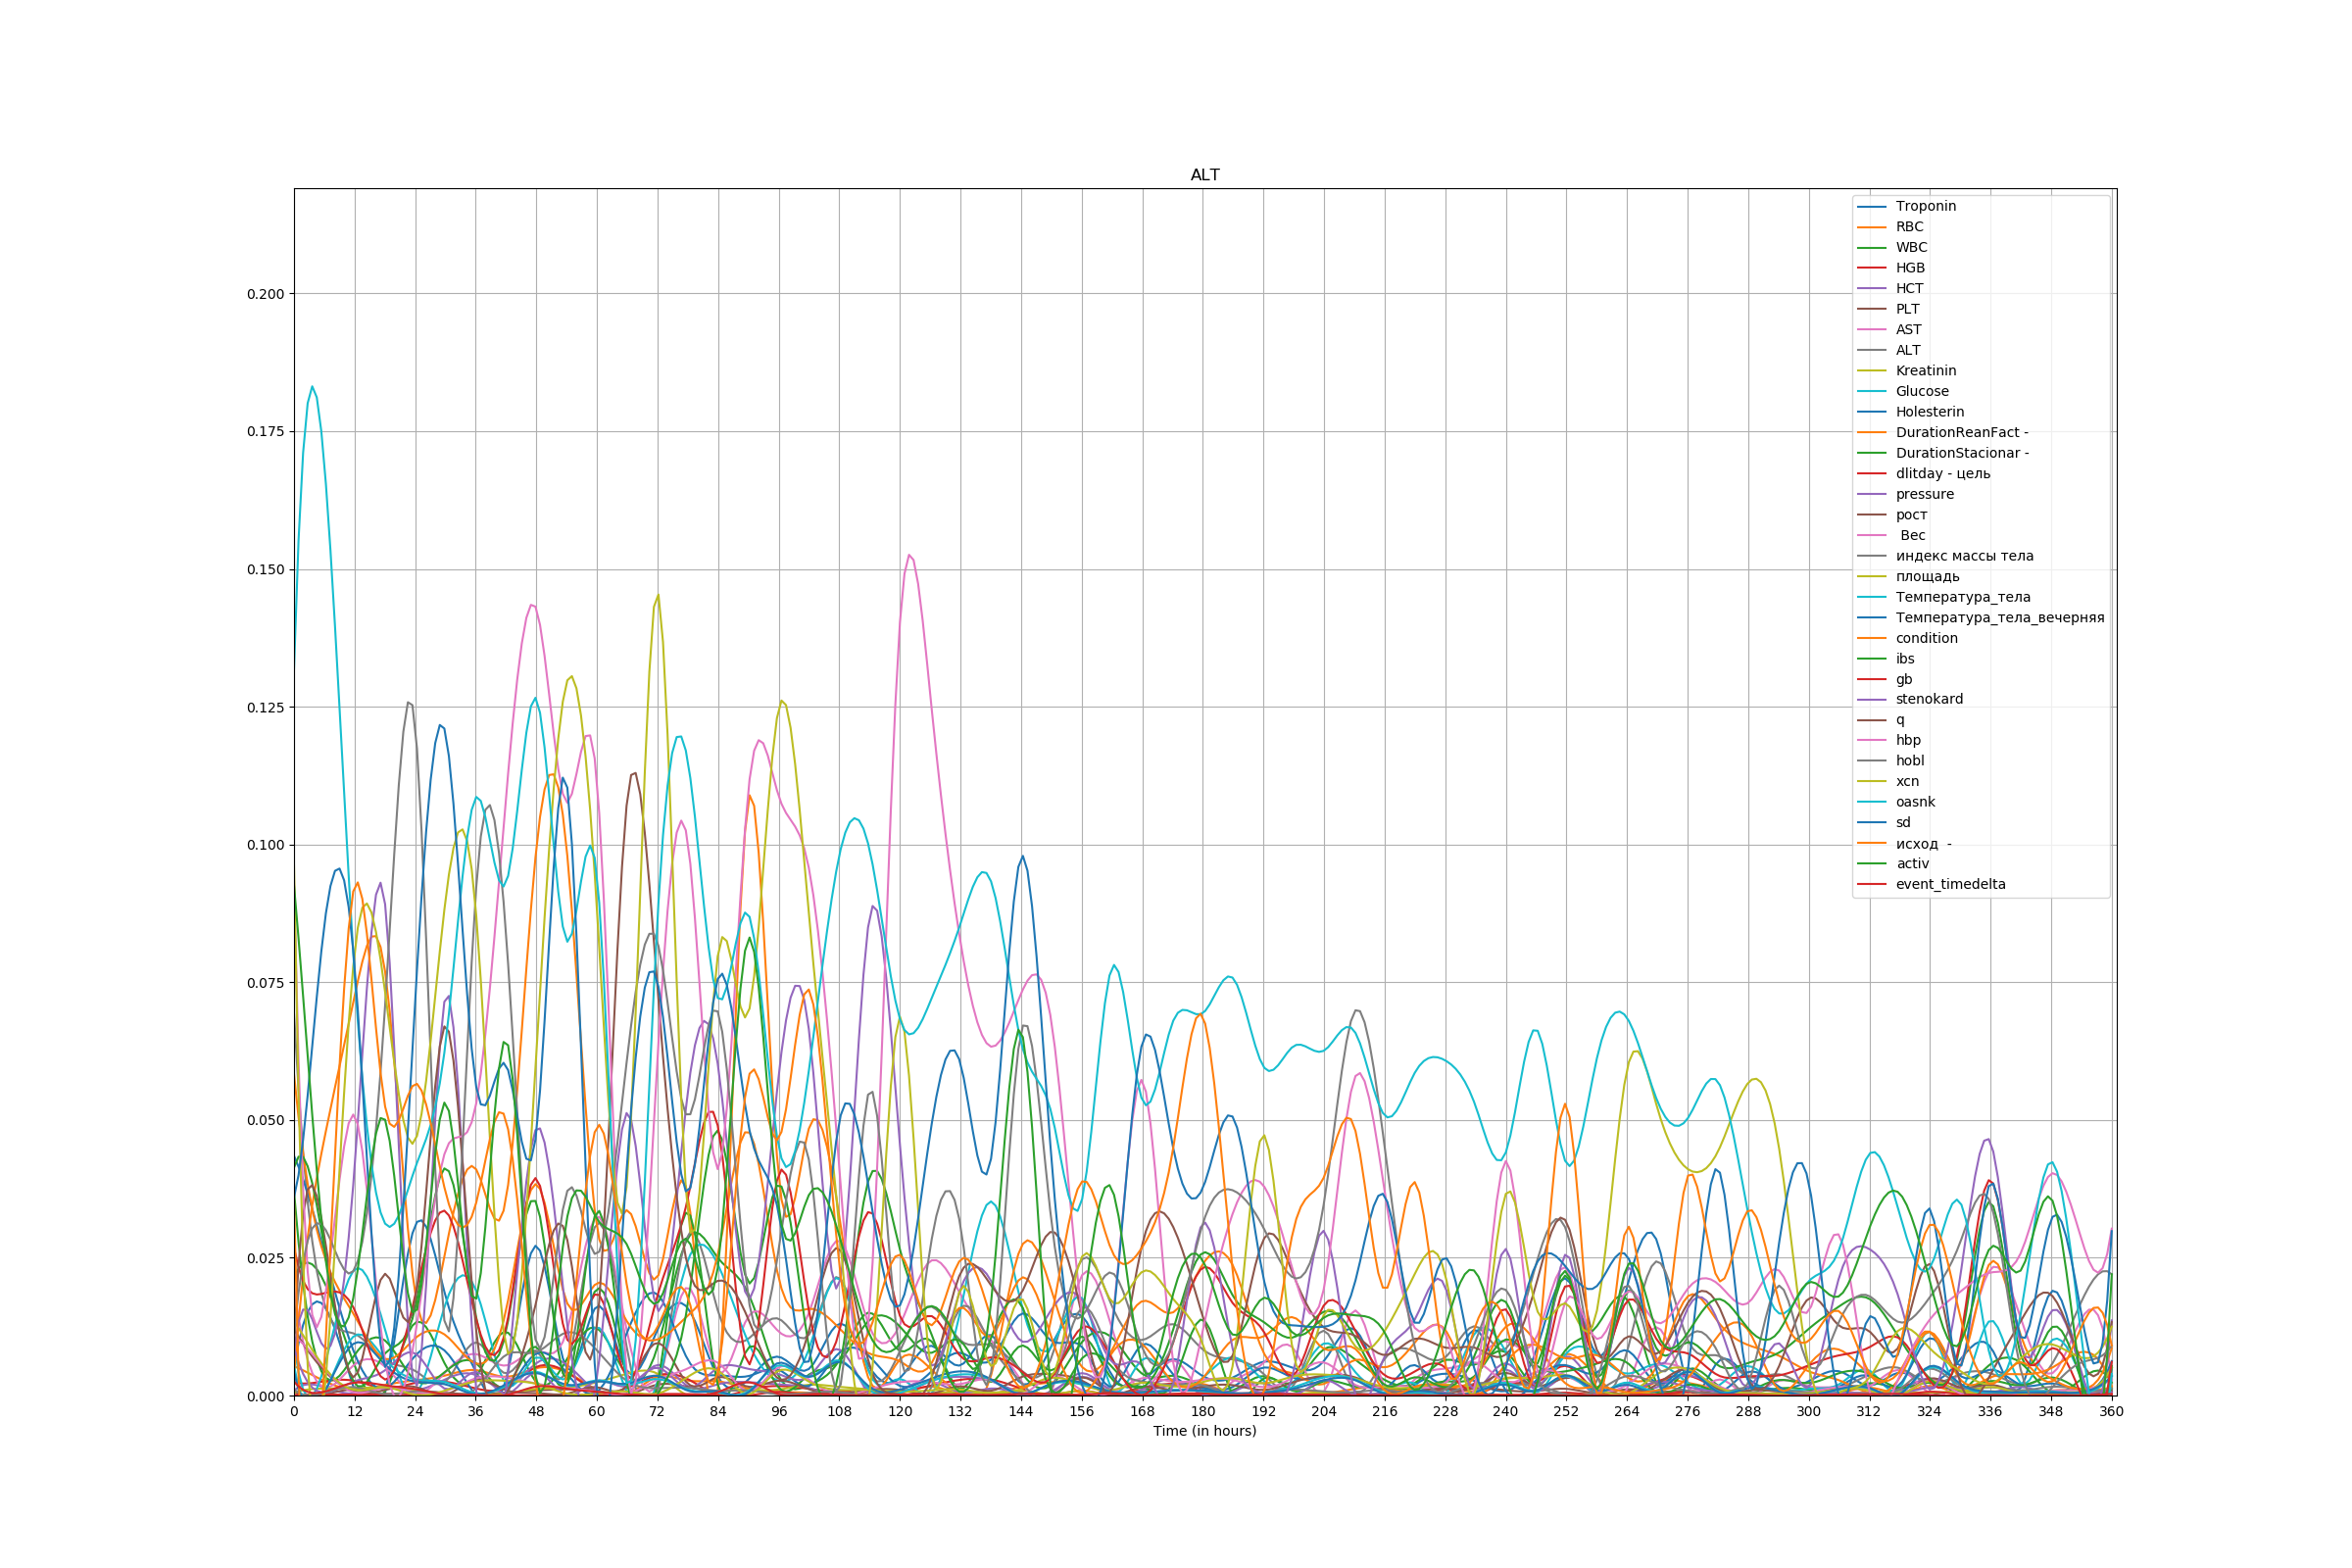 ALT
0.200
0.175
0.150
0.125
0.100
0.075
0.050
0.025
0.000
0 12 24 36 48 60 72 84 96 108 120 132 144 156 168 180 192 204 216 228 240 252 264 276 288 300 312 324 336 348 360
Time (in hours)
Troponin
RBC
WBC
HGB
HCT
PLT
AST
ALT
Kreatinin
Glucose
Holesterin
DurationReanFact -
DurationStacionar -
dlitday - цель
pressure
рост
Вес
индекс массы тела
площадь
Температура_тела
Температура_тела_вечерняя
condition
ibs
gb
stenokard
q
hbp
hobl
xcn
oasnk
sd
исход  -
activ
event_timedelta